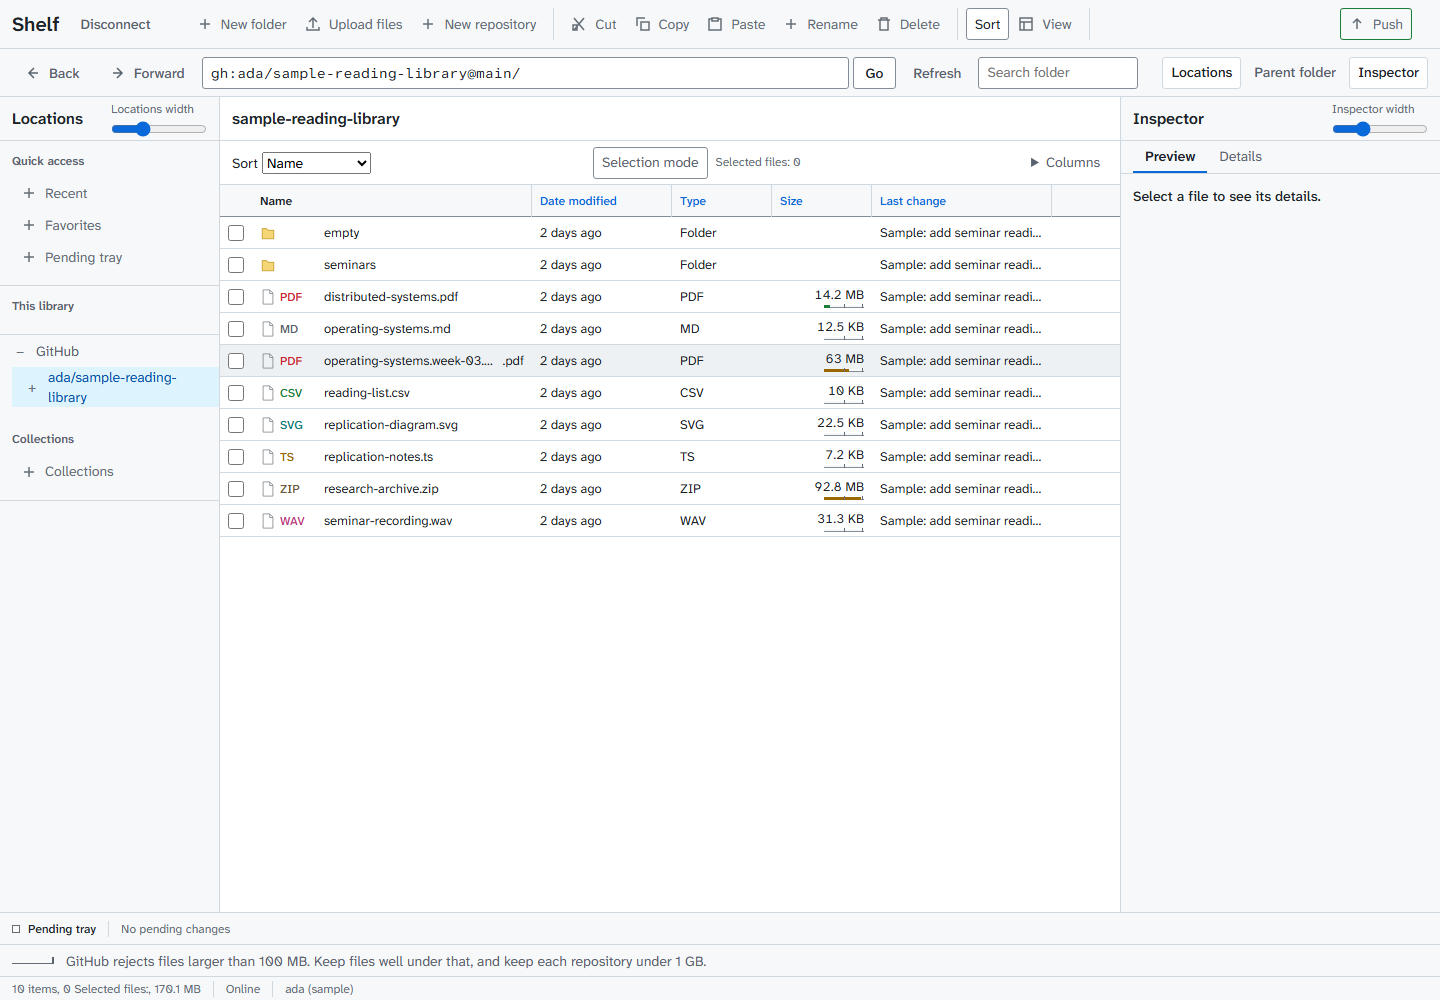 Shelf Disconnect New folder Upload files New repository Cut Copy Paste Rename Delete Sort View Push
Back Forward gh:ada/sample-reading-library@main/ Go Refresh Search folder Locations Parent folder Inspector
Locations Locations width
Quick access
Recent
Favorites
Pending tray
This library
GitHub
ada/sample-reading-
library
Collections
Collections
sample-reading-library
Sort Name Selection mode Selected files: 0 Columns
Name Date modified Type Size Last change
empty 2 days ago Folder Sample: add seminar readi...
seminars 2 days ago Folder Sample: add seminar readi...
PDF distributed-systems.pdf 2 days ago PDF 14.2 MB Sample: add seminar readi...
MD operating-systems.md 2 days ago MD 12.5 KB Sample: add seminar readi...
PDF operating-systems.week-03.... .pdf 2 days ago PDF 63 MB Sample: add seminar readi...
CSV reading-list.csv 2 days ago CSV 10 KB Sample: add seminar readi...
SVG replication-diagram.svg 2 days ago SVG 22.5 KB Sample: add seminar readi...
TS replication-notes.ts 2 days ago TS 7.2 KB Sample: add seminar readi...
ZIP research-archive.zip 2 days ago ZIP 92.8 MB Sample: add seminar readi...
WAV seminar-recording.wav 2 days ago WAV 31.3 KB Sample: add seminar readi...
Inspector Inspector width
Preview Details
Select a file to see its details.
Pending tray No pending changes
GitHub rejects files larger than 100 MB. Keep files well under that, and keep each repository under 1 GB.
10 items, 0 Selected files:, 170.1 MB Online ada (sample)